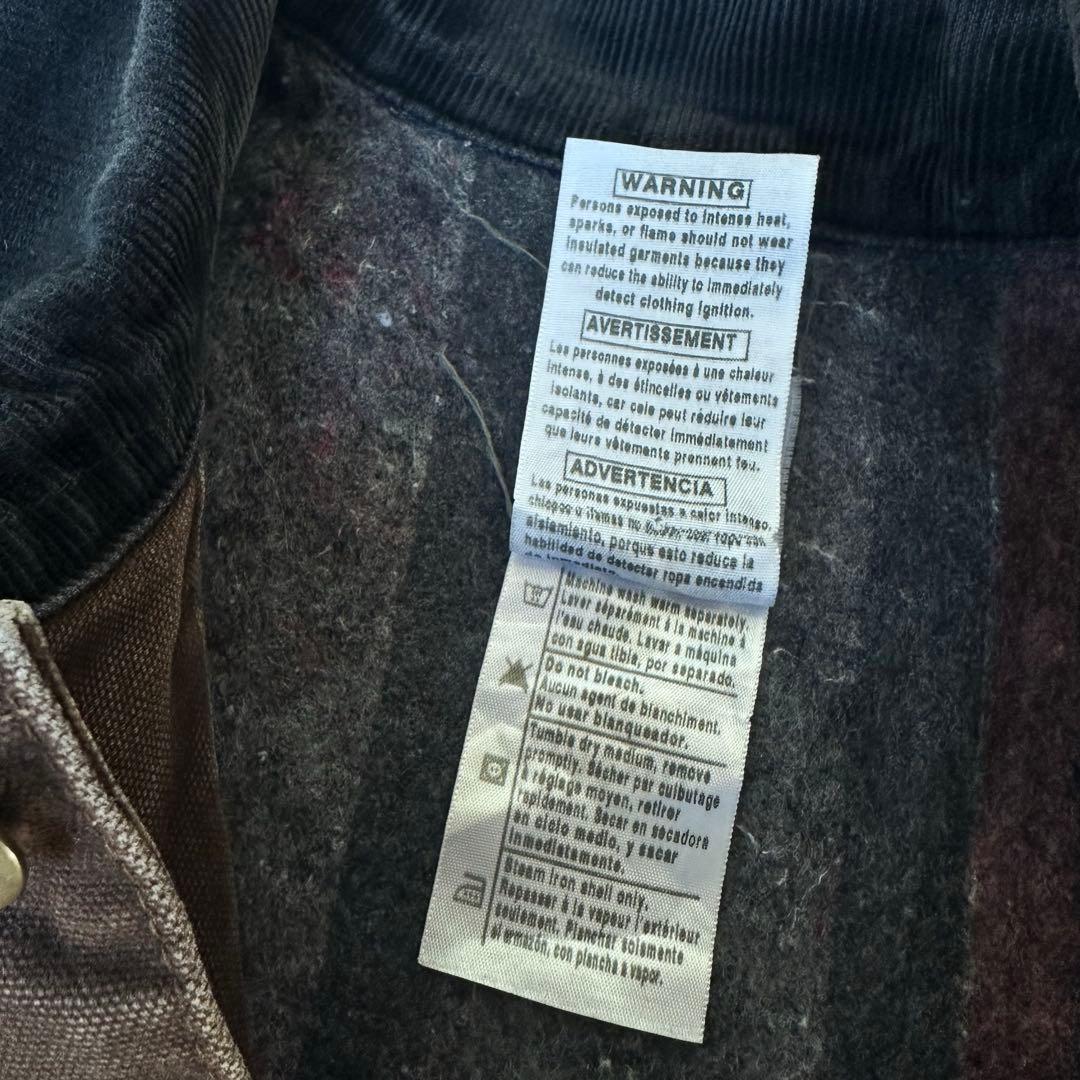 WARNING
Persons exposed to intense heat,
sparks, or flame should not wear
insulated garments because they
can reduce the ability to immediately
detect clothing ignition.
AVERTISSEMENT
Les personnes exposées à une chaleur
intense, à des étincelles ou vêtements
isolants, car cela peut réduire leur
capacité de détecter immédiatement
que leurs vêtements prennent feu.
ADVERTENCIA
Las personas expuestas a calor intenso,
chispas u llamas no
aislamiento, porque esto reduce la
habilidad de detectar ropa encendida
de
Machine wash warm separately
Laver séparément à la machine à
l'eau chaude. Lavar a máquina
con agua tibia, por separado.
Do not bleach.
Aucun agent de blanchiment.
No usar blanqueador.
Tumble dry medium, remove
promptly. Sécher par culbutage
à réglage moyen, retirer
rapidement. Secar en secadora
en ciclo medio, y sacar
inmediatamente.
Steam iron shell only.
Repasser à la vapeur l'extérieur
seulement. Planchar solamente
el armazón, con plancha a vapor.